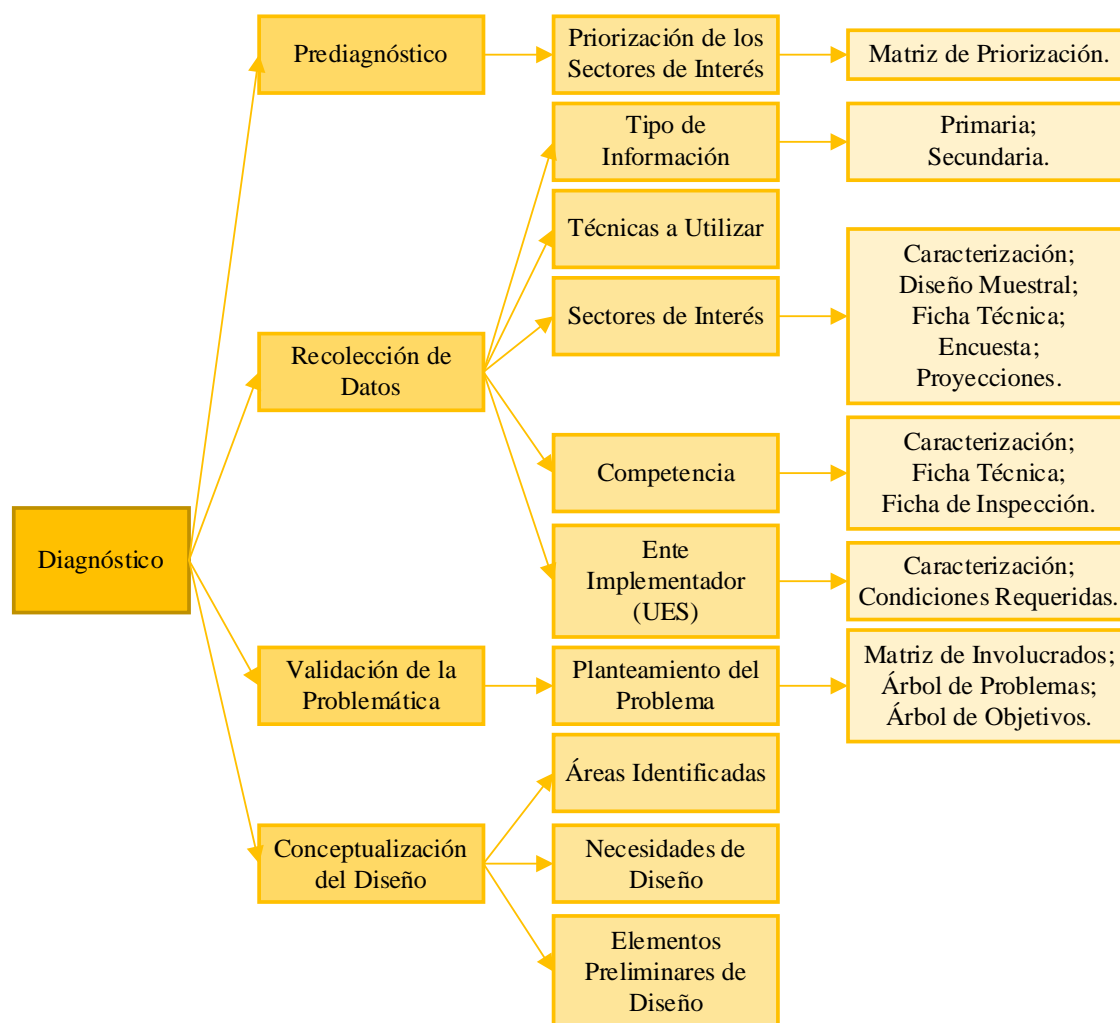 Diagnóstico
Prediagnóstico
Priorización de los
Sectores de Interés
Matriz de Priorización.
Recolección de
Datos
Tipo de
Información
Primaria;
Secundaria.
Técnicas a Utilizar
Sectores de Interés
Caracterización;
Diseño Muestral;
Ficha Técnica;
Encuesta;
Proyecciones.
Competencia
Caracterización;
Ficha Técnica;
Ficha de Inspección.
Ente
Implementador
(UES)
Caracterización;
Condiciones Requeridas.
Validación de la
Problemática
Planteamiento del
Problema
Matriz de Involucrados;
Árbol de Problemas;
Árbol de Objetivos.
Conceptualización
del Diseño
Áreas Identificadas
Necesidades de
Diseño
Elementos
Preliminares de
Diseño